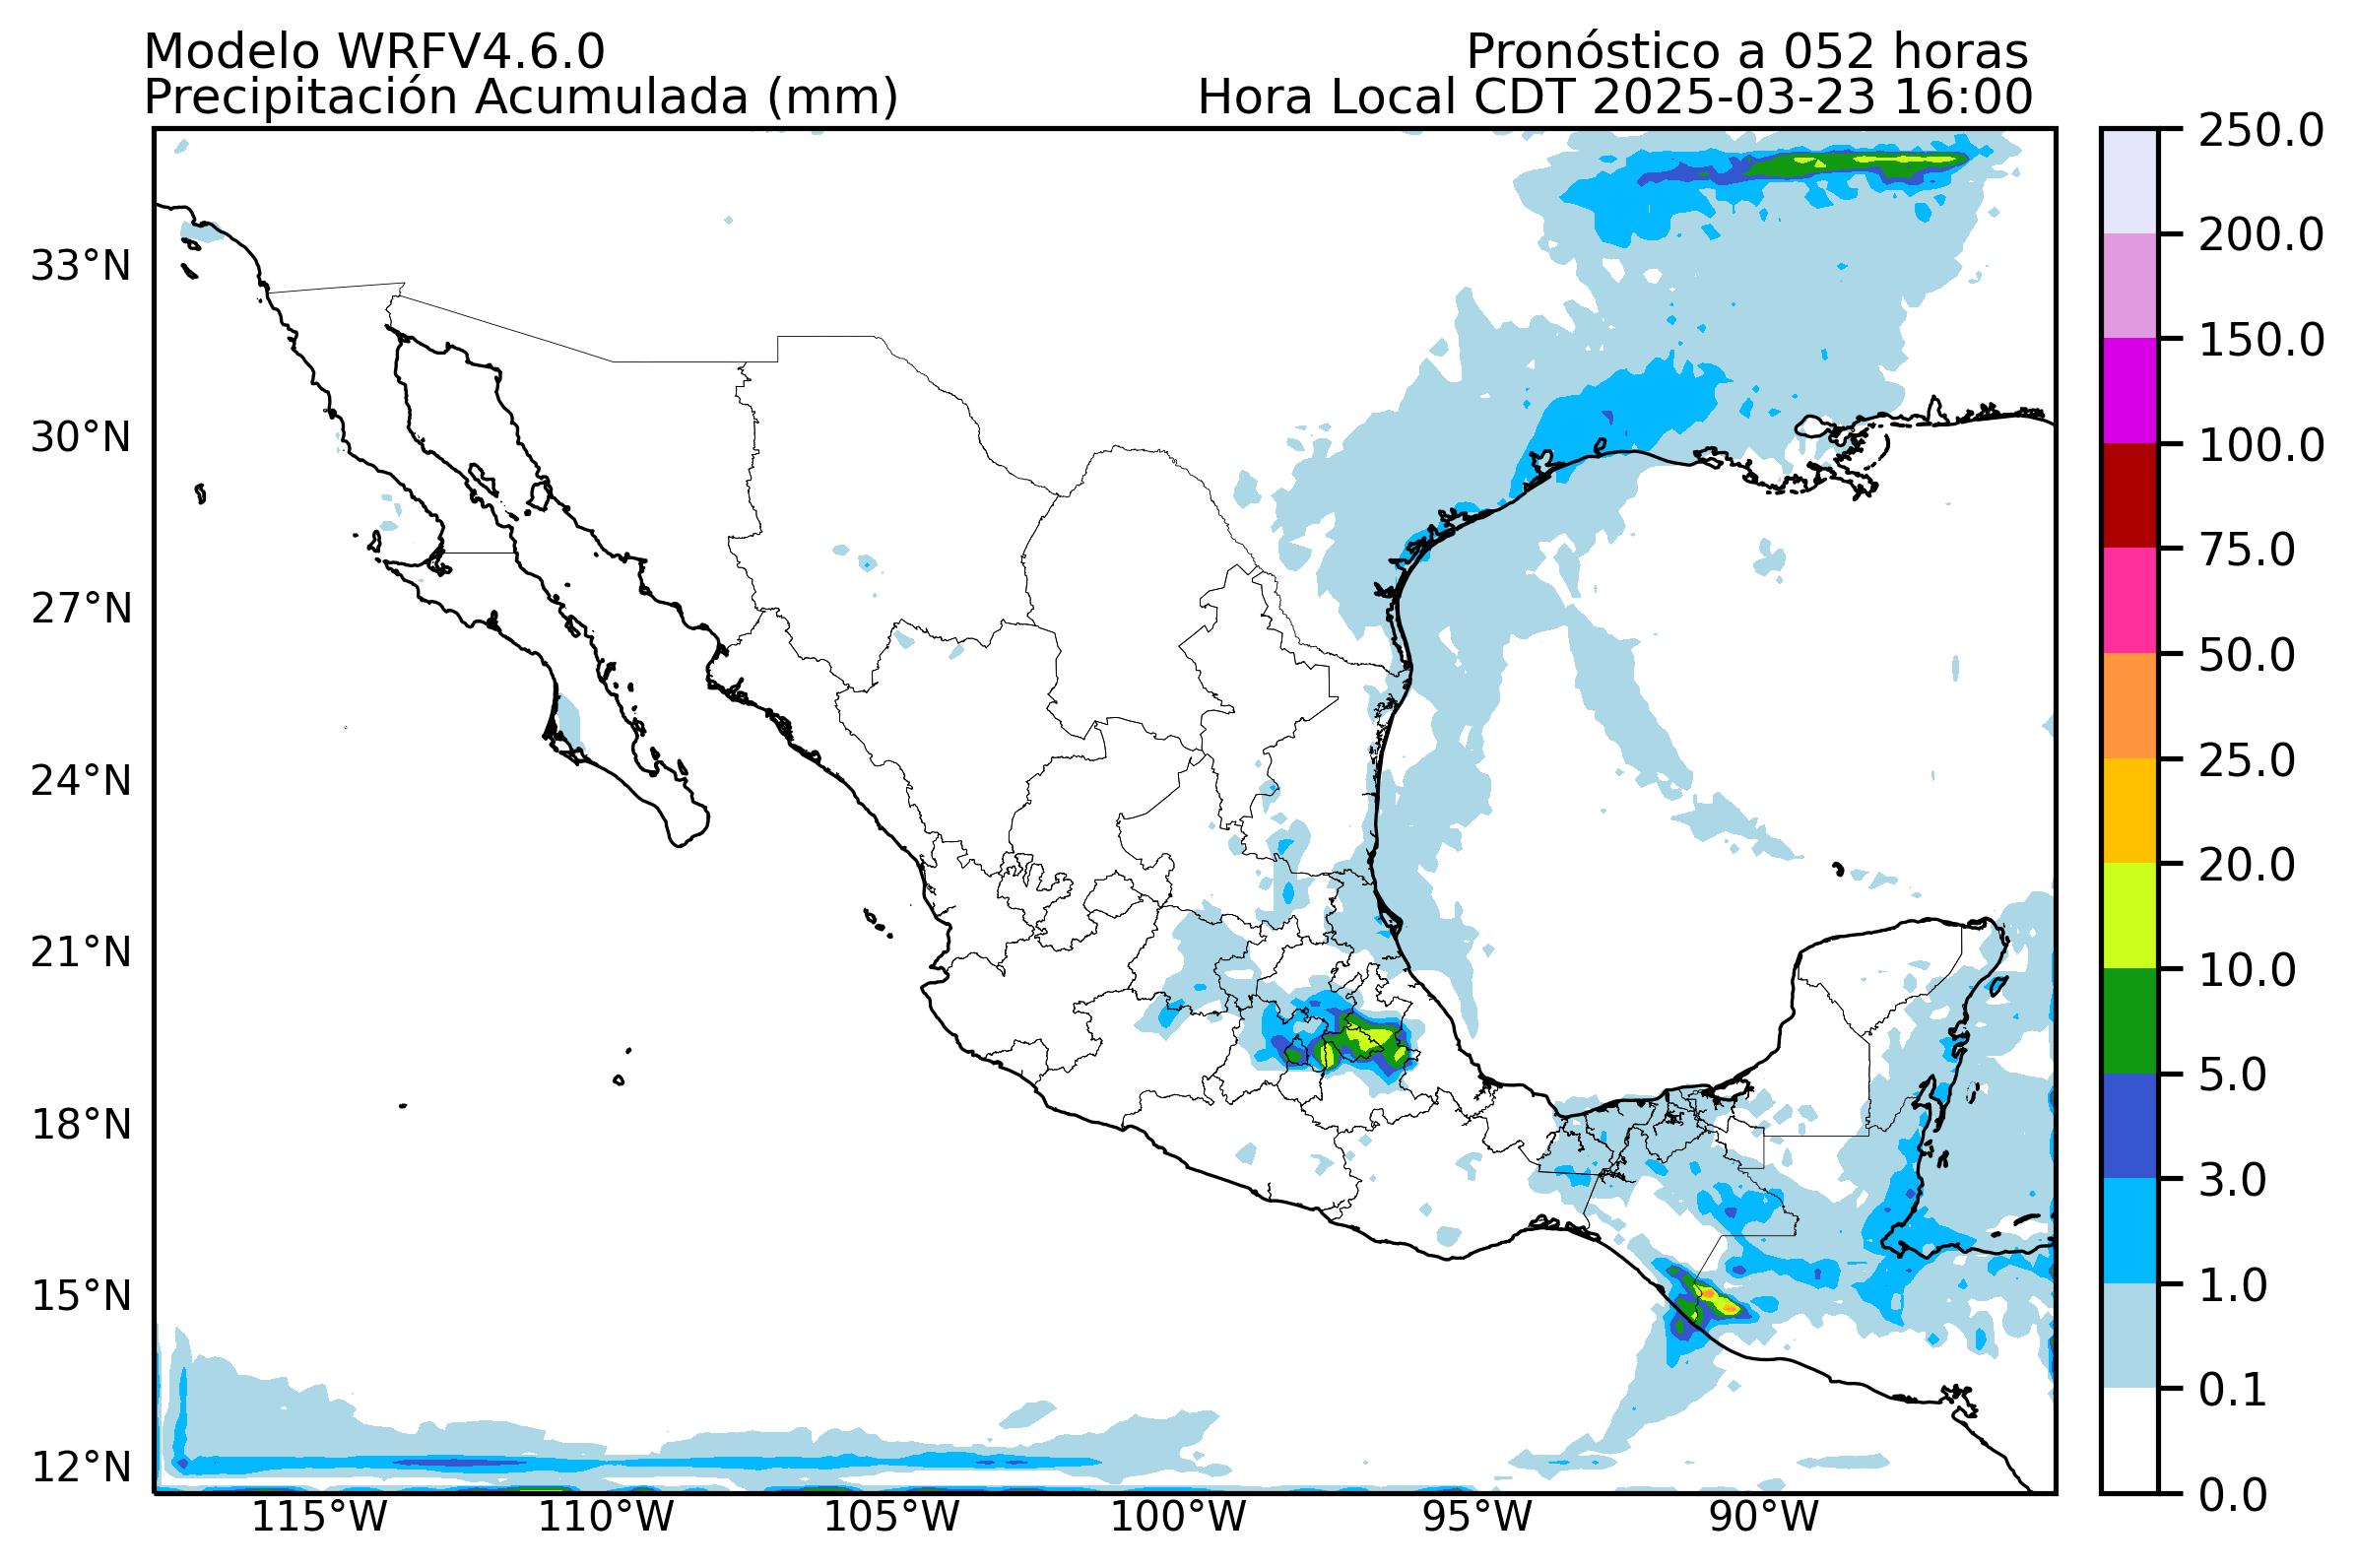 Modelo WRFV4.6.0
Pronóstico a 052 horas
Precipitación Acumulada (mm)
Hora Local CDT 2025-03-23 16:00
33°N
30°N
27°N
24°N
21°N
18°N
15°N
12°N
115°W
110°W
105°W
100°W
95°W
90°W
250.0
200.0
150.0
100.0
75.0
50.0
25.0
20.0
10.0
5.0
3.0
1.0
0.1
0.0